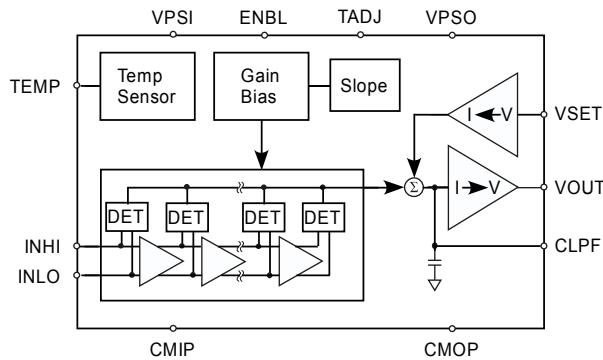 VPSI ENBL TADJ VPSO
TEMP
Temp
Sensor
Gain
Bias
Slope
I V
VSET
Σ
I V
VOUT
DET DET DET DET
INHI
INLO
CLPF
CMIP CMOP